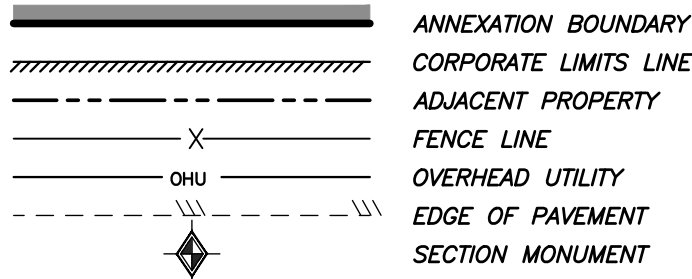 ANNEXATION BOUNDARY
CORPORATE LIMITS LINE
ADJACENT PROPERTY
X FENCE LINE
OHU OVERHEAD UTILITY
EDGE OF PAVEMENT
SECTION MONUMENT